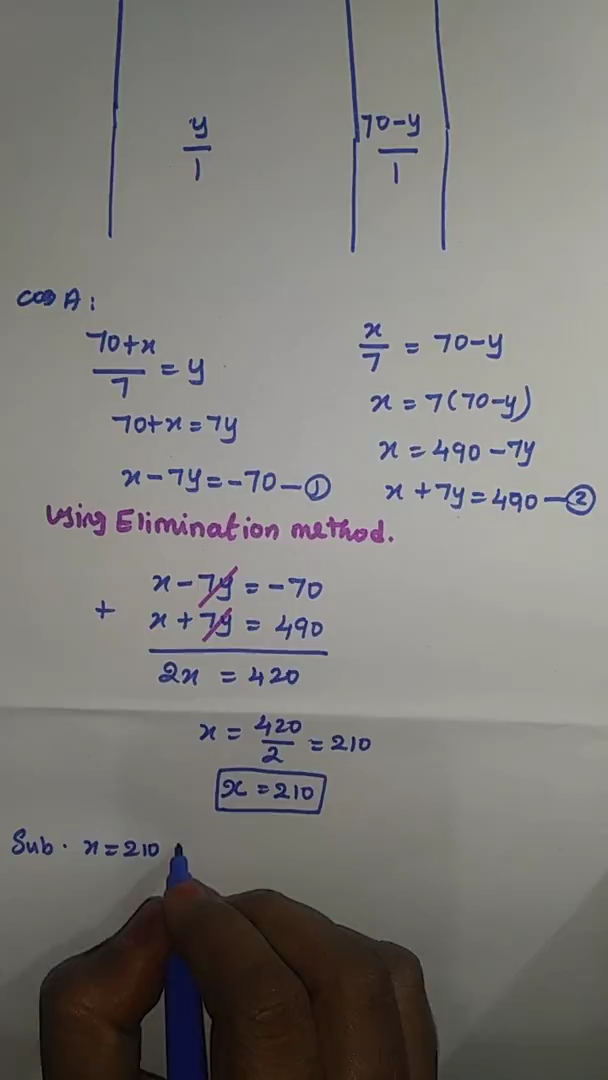 y/1
70-y/1
cos A:
70+x/7 = y
70+x = 7y
x-7y = -70 — ①
x/7 = 70-y
x = 7(70-y)
x = 490-7y
x+7y = 490 — ②
using Elimination method.
x-7y = -70
+ x+7y = 490
2x = 420
x = 420/2 = 210
x = 210
Sub. x=210